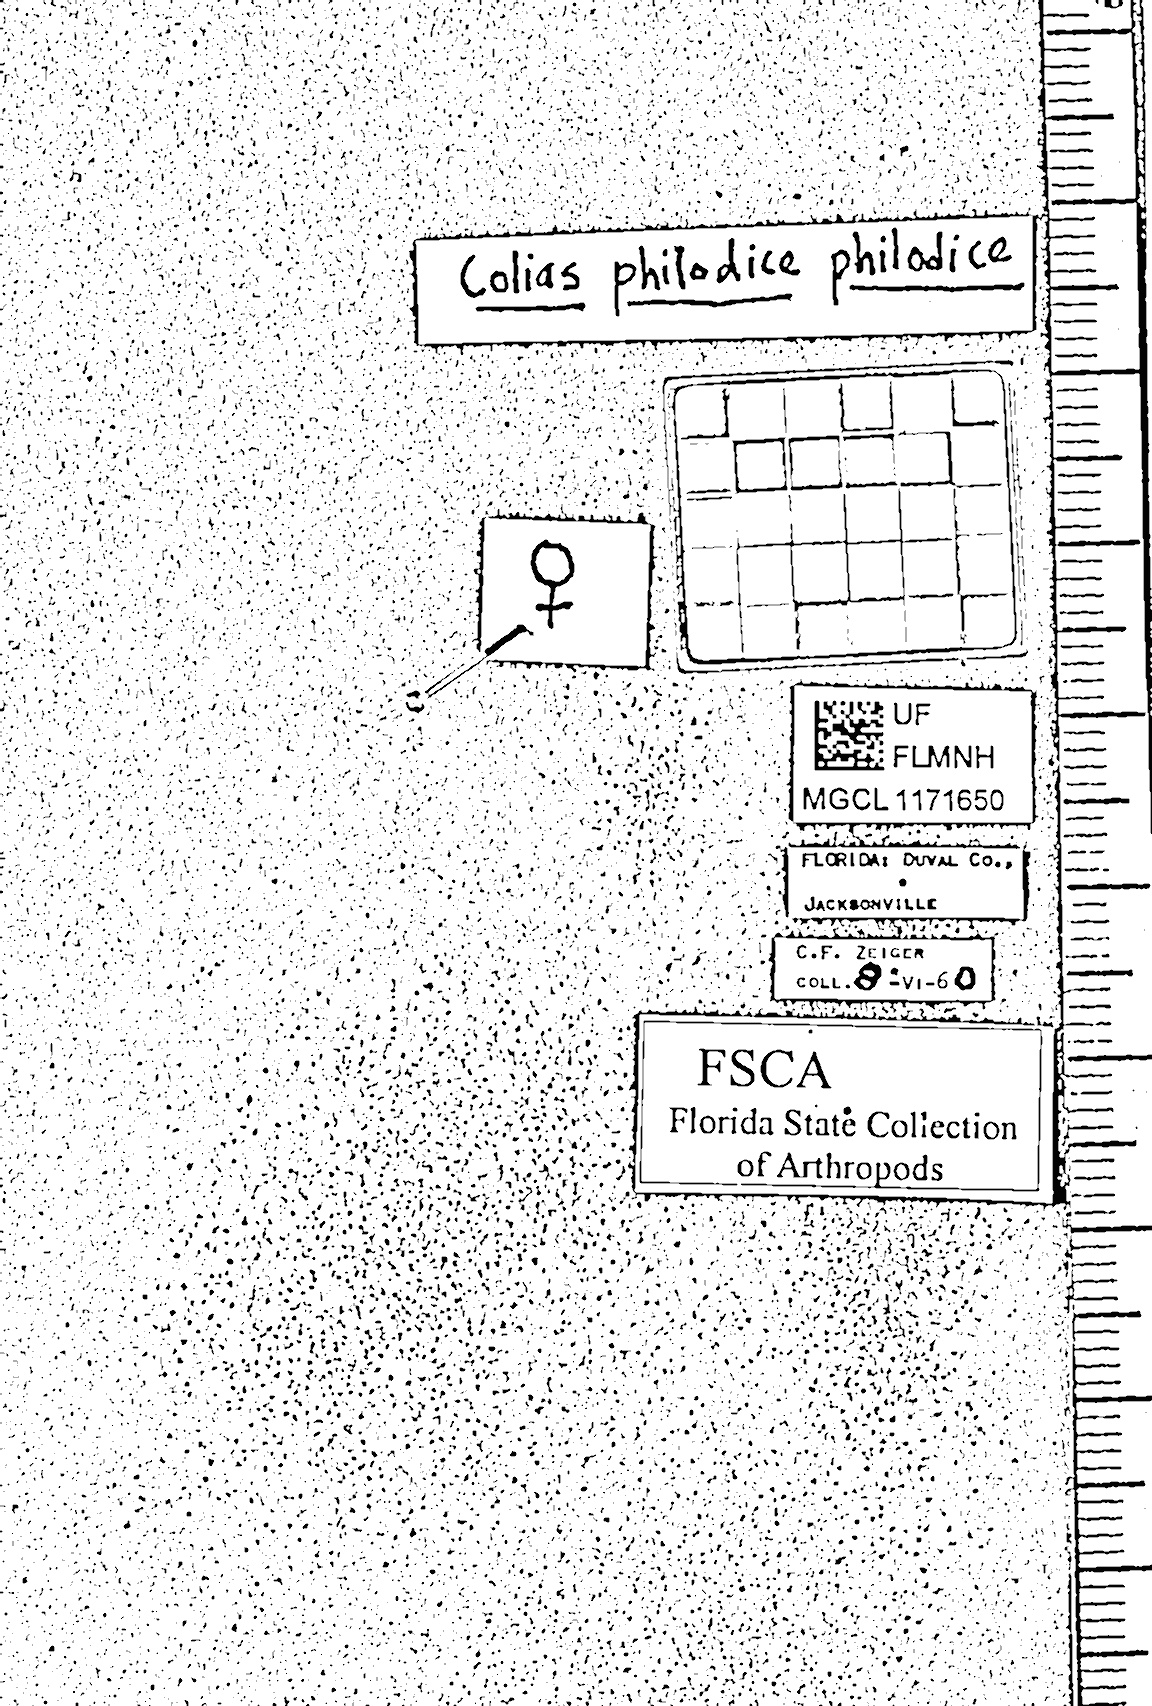 Colias philodice philodice
♀
UF
FLMNH
MGCL 1171650
FLORIDA: DUVAL CO.,
JACKSONVILLE
C.F. ZEIGER
COLL. 8-VI-60
FSCA
Florida State Collection
of Arthropods